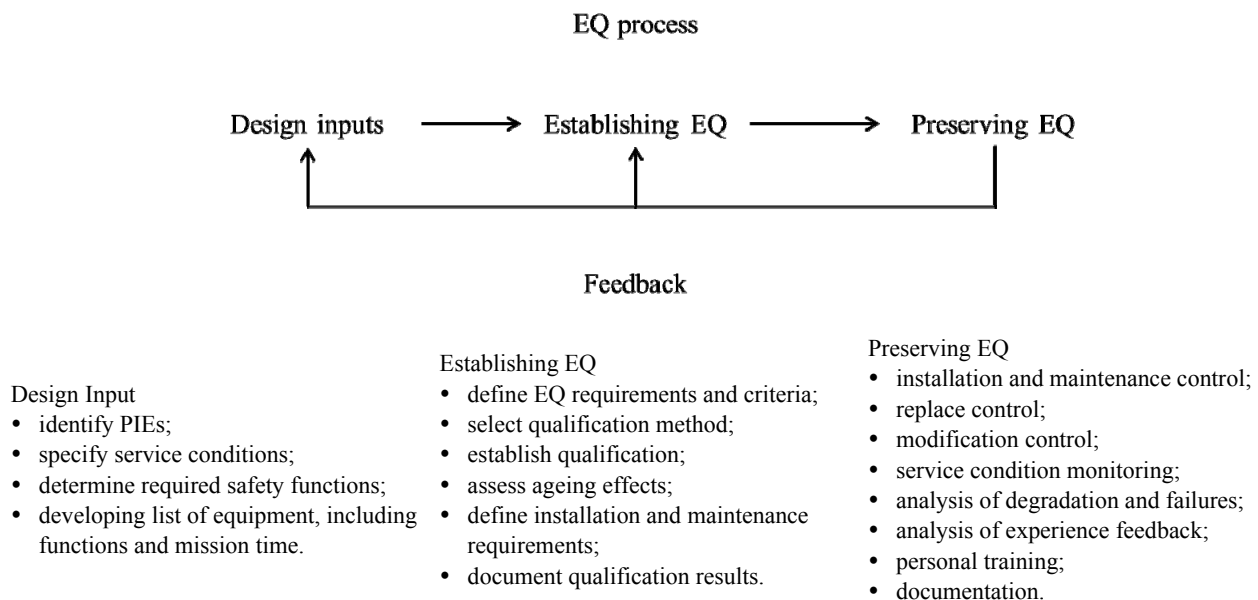 EQ process
Design inputs
Establishing EQ
Preserving EQ
Feedback
Design Input
• identify PIEs;
• specify service conditions;
• determine required safety functions;
• developing list of equipment, including
functions and mission time.
Establishing EQ
• define EQ requirements and criteria;
• select qualification method;
• establish qualification;
• assess ageing effects;
• define installation and maintenance
requirements;
• document qualification results.
Preserving EQ
• installation and maintenance control;
• replace control;
• modification control;
• service condition monitoring;
• analysis of degradation and failures;
• analysis of experience feedback;
• personal training;
• documentation.